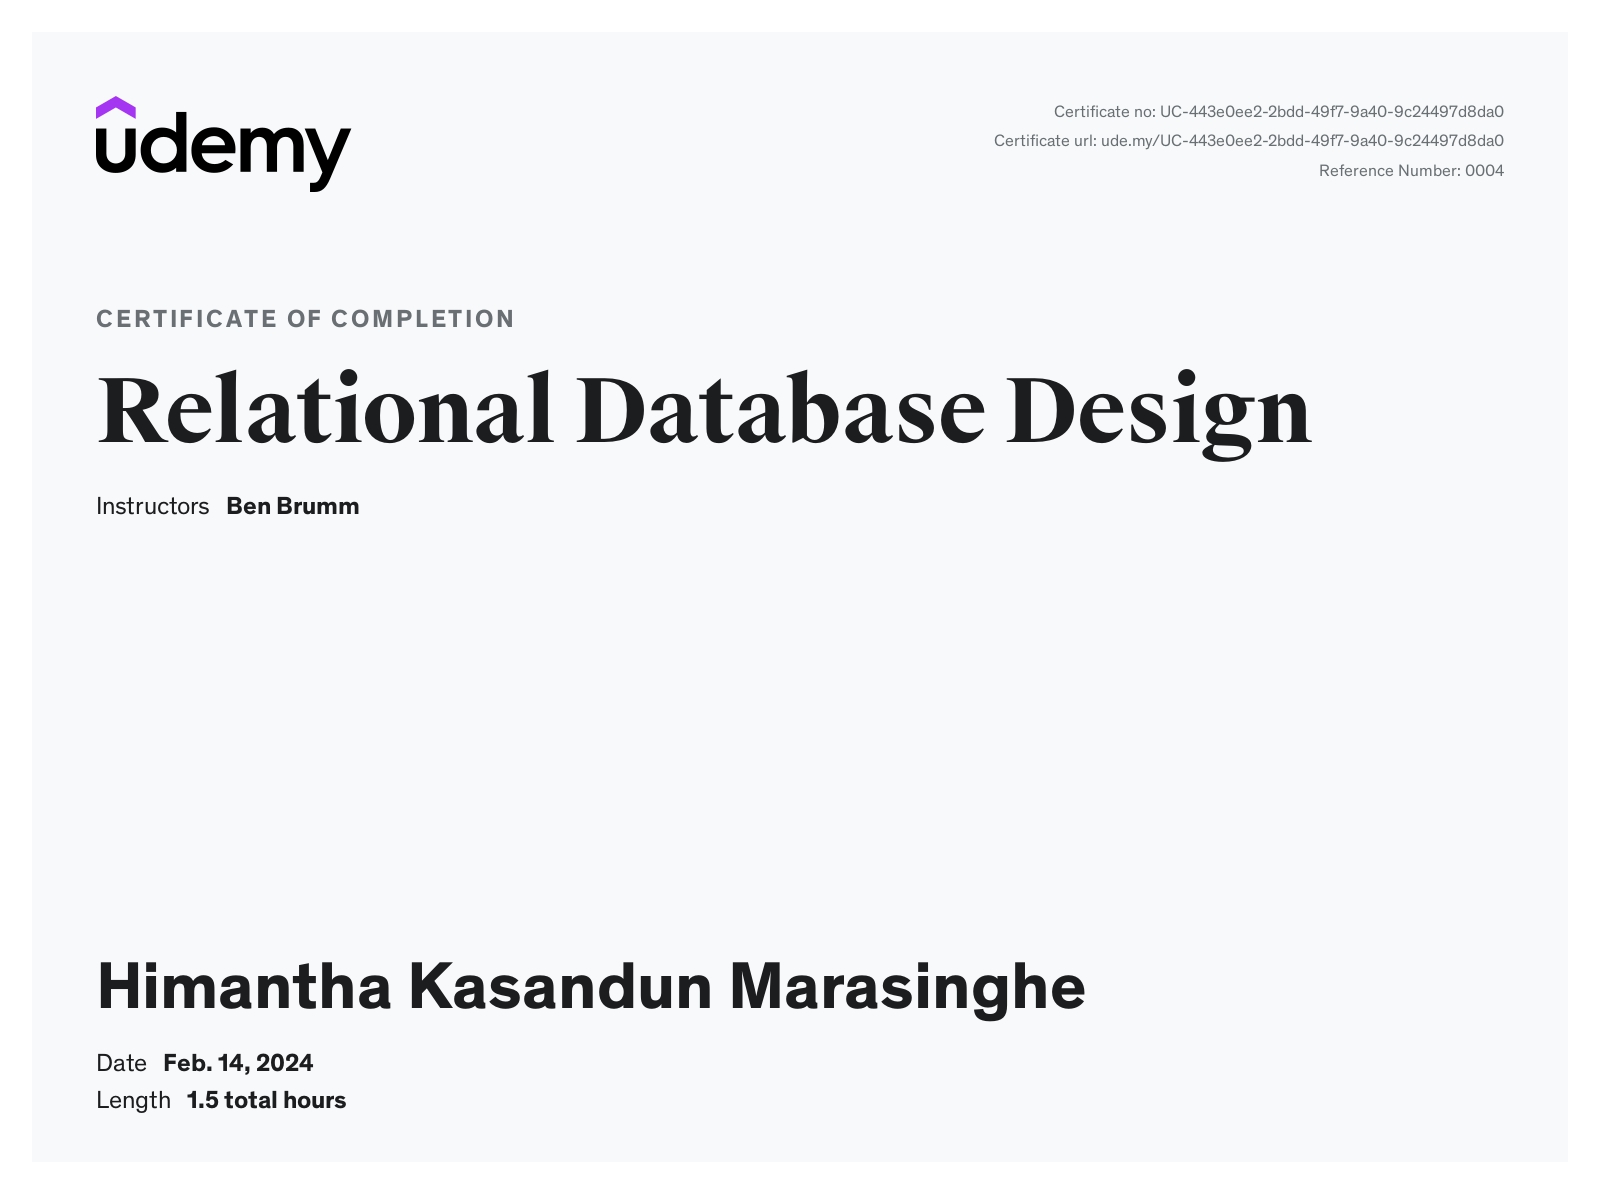 udemy
Certificate no: UC-443e0ee2-2bdd-49f7-9a40-9c24497d8da0
Certificate url: ude.my/UC-443e0ee2-2bdd-49f7-9a40-9c24497d8da0
Reference Number: 0004
CERTIFICATE OF COMPLETION
Relational Database Design
Instructors Ben Brumm
Himantha Kasandun Marasinghe
Date Feb. 14, 2024
Length 1.5 total hours